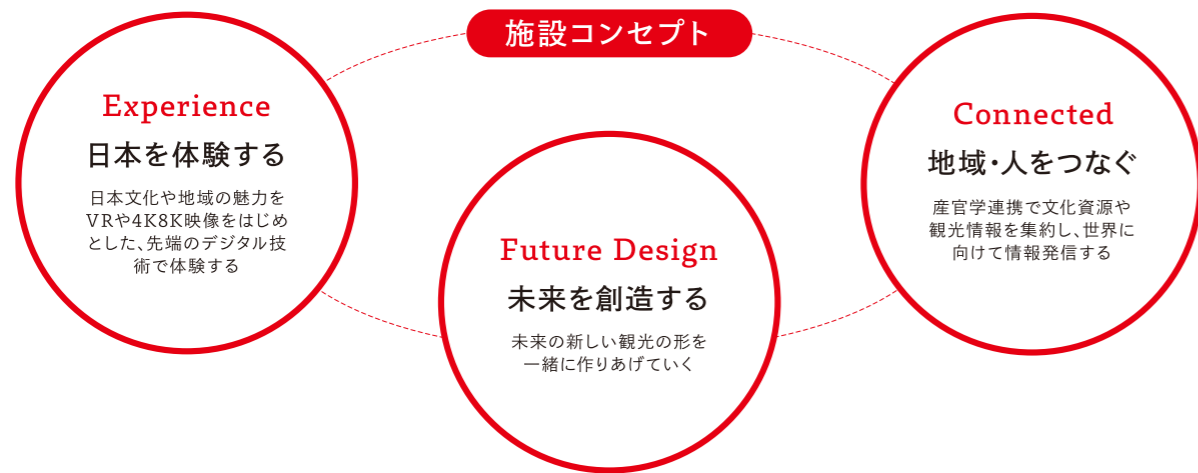 施設コンセプト
Experience
日本を体験する
日本文化や地域の魅力を
VRや4K8K映像をはじめ
とした、先端のデジタル技
術で体験する
Future Design
未来を創造する
未来の新しい観光の形を
一緒に作りあげていく
Connected
地域・人をつなぐ
産官学連携で文化資源や
観光情報を集約し、世界に
向けて情報発信する